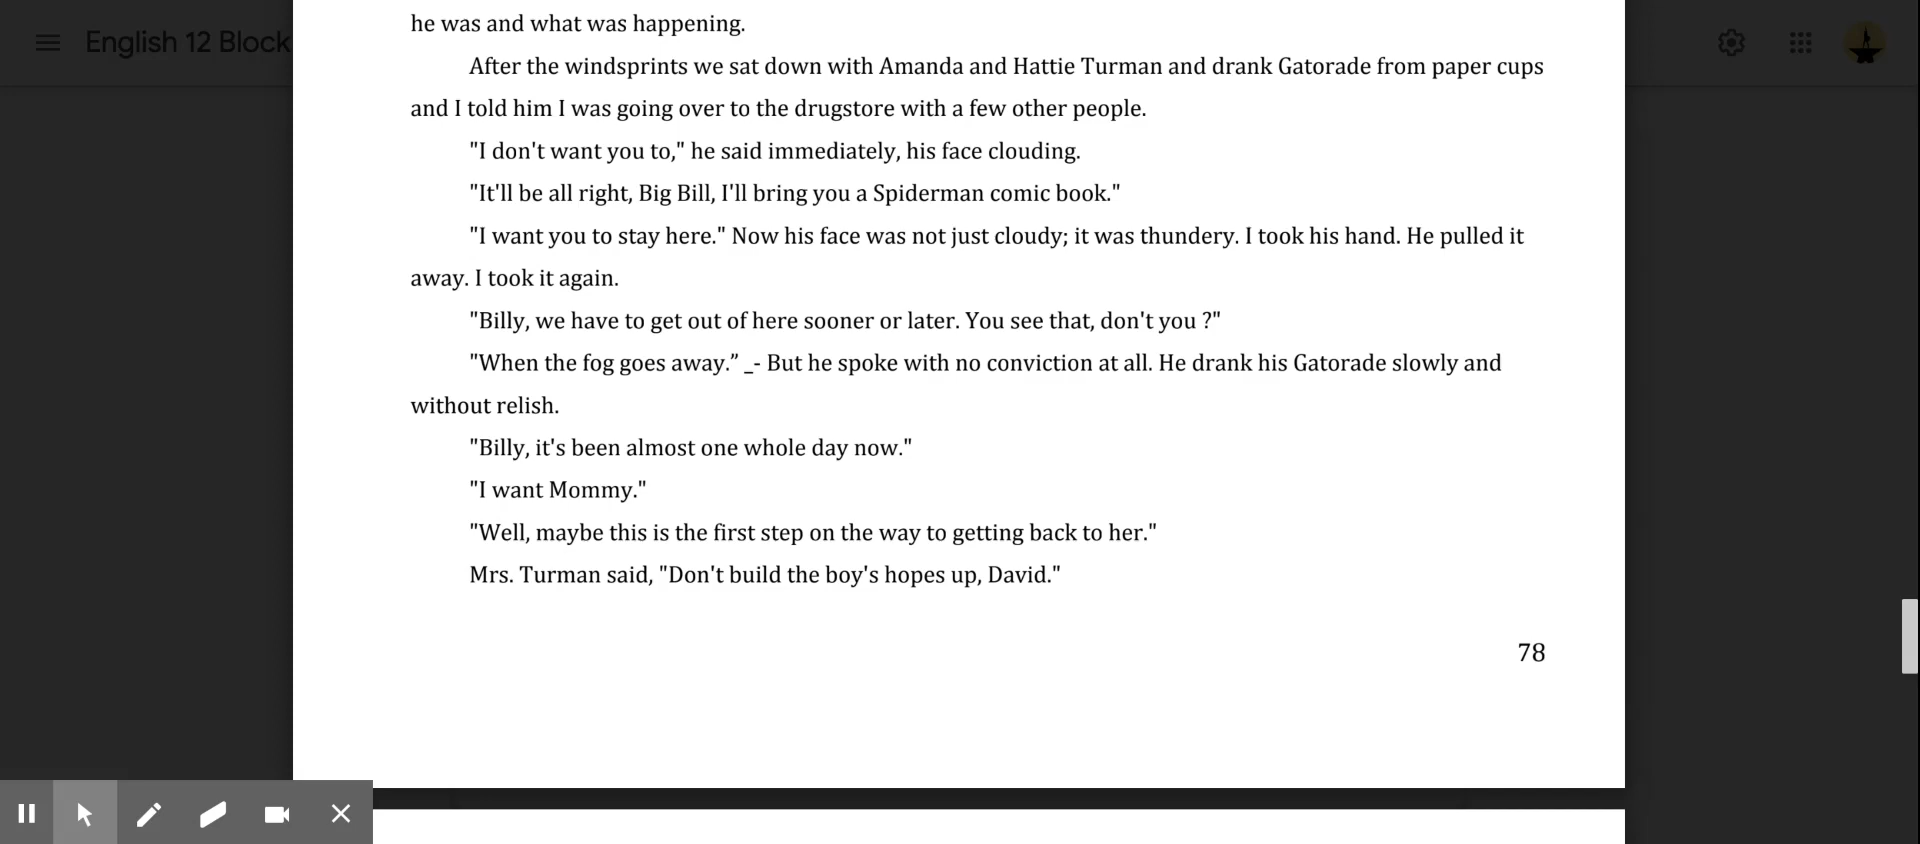 English 12 Block
he was and what was happening.
After the windsprints we sat down with Amanda and Hattie Turman and drank Gatorade from paper cups
and I told him I was going over to the drugstore with a few other people.
"I don't want you to," he said immediately, his face clouding.
"It'll be all right, Big Bill, I'll bring you a Spiderman comic book."
"I want you to stay here." Now his face was not just cloudy; it was thundery. I took his hand. He pulled it
away. I took it again.
"Billy, we have to get out of here sooner or later. You see that, don't you ?"
"When the fog goes away.” _- But he spoke with no conviction at all. He drank his Gatorade slowly and
without relish.
"Billy, it's been almost one whole day now."
"I want Mommy."
"Well, maybe this is the first step on the way to getting back to her."
Mrs. Turman said, "Don't build the boy's hopes up, David."
78